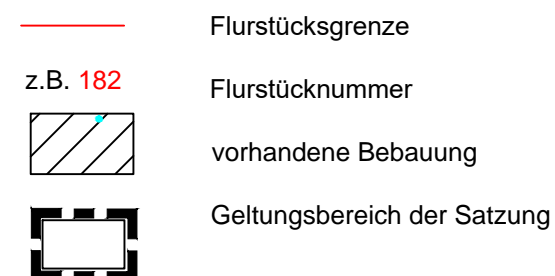 Flurstücksgrenze
z.B. 182 Flurstücknummer
vorhandene Bebauung
Geltungsbereich der Satzung